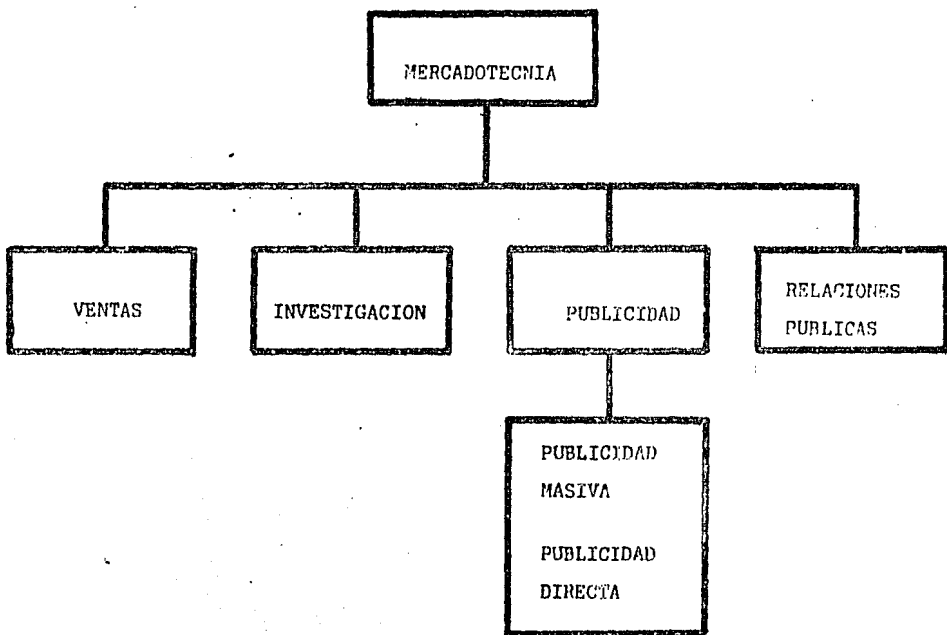 MERCADOTECNIA
VENTAS
INVESTIGACION
PUBLICIDAD
RELACIONES
PUBLICAS
PUBLICIDAD
MASIVA
PUBLICIDAD
DIRECTA